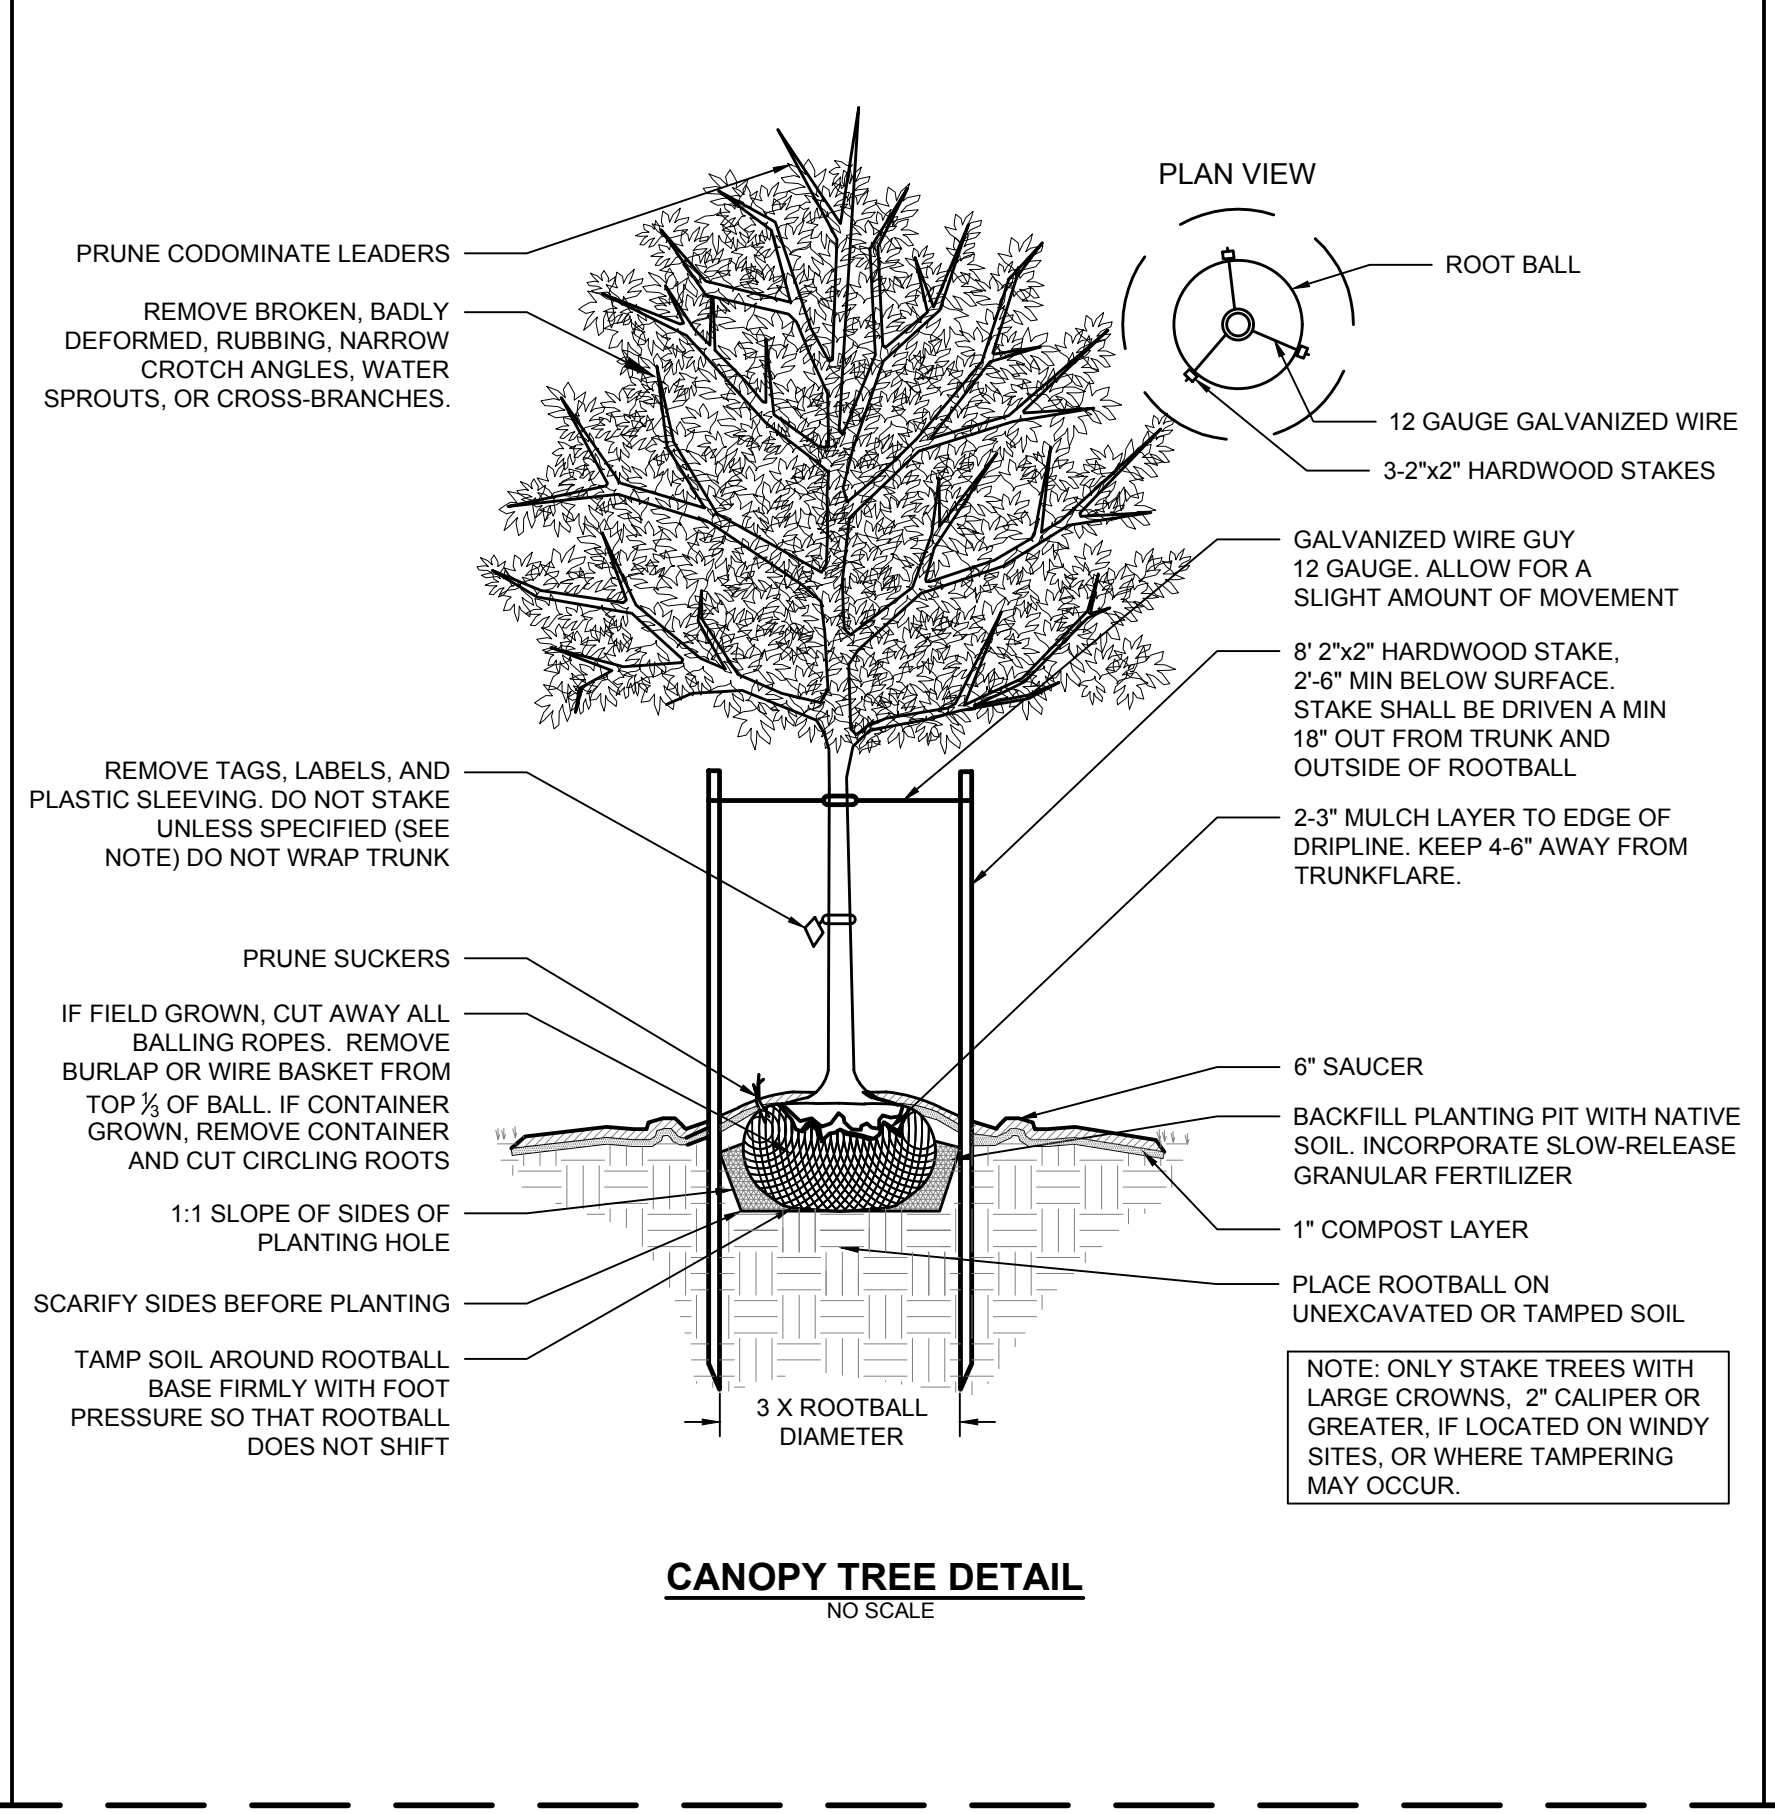 PLAN VIEW
ROOT BALL
12 GAUGE GALVANIZED WIRE
3-2"x2" HARDWOOD STAKES
PRUNE CODOMINATE LEADERS
REMOVE BROKEN, BADLY
DEFORMED, RUBBING, NARROW
CROTCH ANGLES, WATER
SPROUTS, OR CROSS-BRANCHES.
REMOVE TAGS, LABELS, AND
PLASTIC SLEEVING. DO NOT STAKE
UNLESS SPECIFIED (SEE
NOTE) DO NOT WRAP TRUNK
PRUNE SUCKERS
IF FIELD GROWN, CUT AWAY ALL
BALLING ROPES. REMOVE
BURLAP OR WIRE BASKET FROM
TOP ⅓ OF BALL. IF CONTAINER
GROWN, REMOVE CONTAINER
AND CUT CIRCLING ROOTS
1:1 SLOPE OF SIDES OF
PLANTING HOLE
SCARIFY SIDES BEFORE PLANTING
TAMP SOIL AROUND ROOTBALL
BASE FIRMLY WITH FOOT
PRESSURE SO THAT ROOTBALL
DOES NOT SHIFT
GALVANIZED WIRE GUY
12 GAUGE. ALLOW FOR A
SLIGHT AMOUNT OF MOVEMENT
8' 2"x2" HARDWOOD STAKE,
2'-6" MIN BELOW SURFACE.
STAKE SHALL BE DRIVEN A MIN
18" OUT FROM TRUNK AND
OUTSIDE OF ROOTBALL
2-3" MULCH LAYER TO EDGE OF
DRIPLINE. KEEP 4-6" AWAY FROM
TRUNKFLARE.
6" SAUCER
BACKFILL PLANTING PIT WITH NATIVE
SOIL. INCORPORATE SLOW-RELEASE
GRANULAR FERTILIZER
1" COMPOST LAYER
PLACE ROOTBALL ON
UNEXCAVATED OR TAMPED SOIL
NOTE: ONLY STAKE TREES WITH
LARGE CROWNS, 2" CALIPER OR
GREATER, IF LOCATED ON WINDY
SITES, OR WHERE TAMPERING
MAY OCCUR.
3 X ROOTBALL
DIAMETER
CANOPY TREE DETAIL
NO SCALE